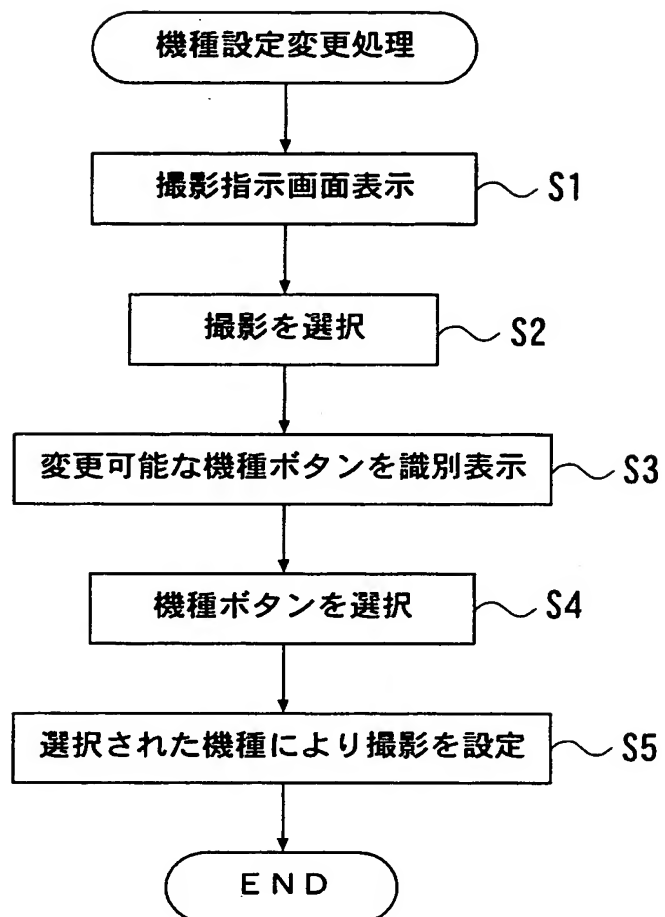 機種設定変更処理
撮影指示画面表示 S1
撮影を選択 S2
変更可能な機種ボタンを識別表示 S3
機種ボタンを選択 S4
選択された機種により撮影を設定 S5
END